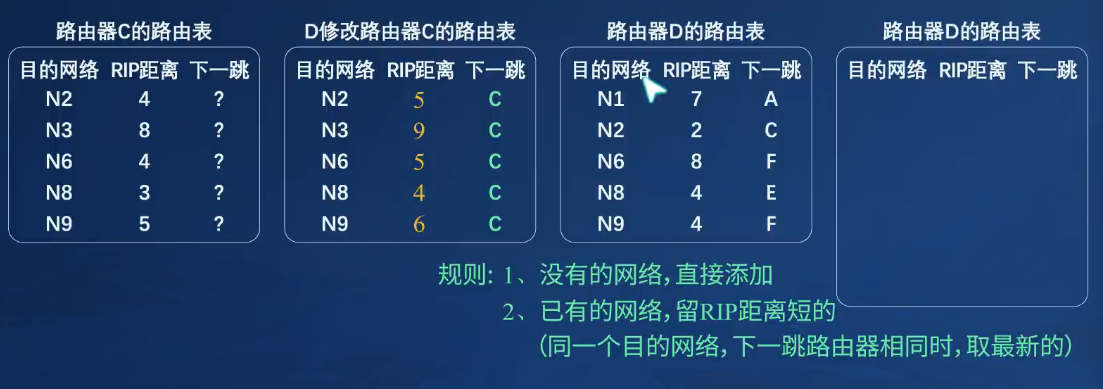 路由器C的路由表 D修改路由器C的路由表 路由器D的路由表 路由器D的路由表
目的网络 RIP距离 下一跳 目的网络 RIP距离 下一跳 目的网络 RIP距离 下一跳 目的网络 RIP距离 下一跳
N2 4 ? N2 5 C N1 7 A
N3 8 ? N3 9 C N2 2 C
N6 4 ? N6 5 C N6 8 F
N8 3 ? N8 4 C N8 4 E
N9 5 ? N9 6 C N9 4 F
规则: 1、没有的网络,直接添加
2、已有的网络,留RIP距离短的
(同一个目的网络,下一跳路由器相同时,取最新的)